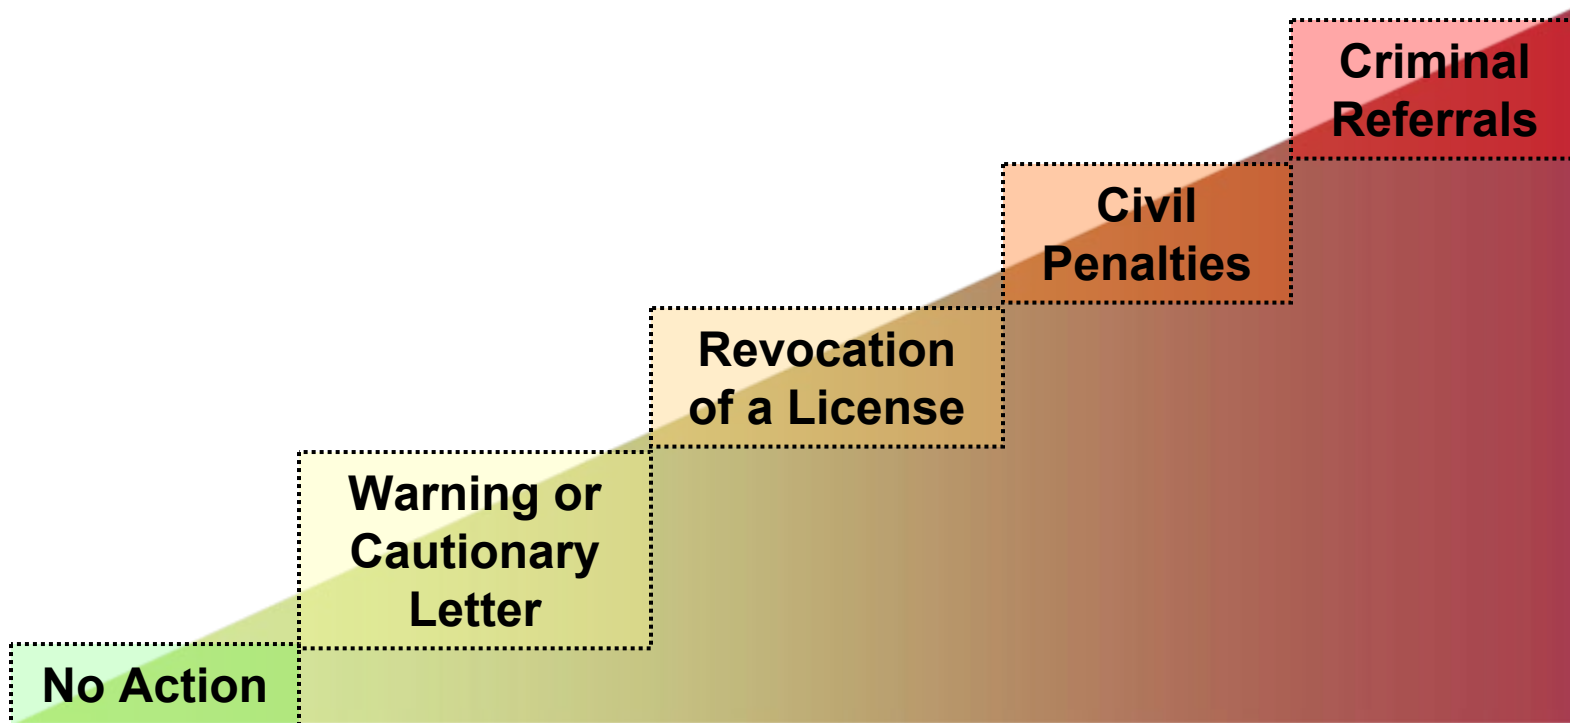 Criminal
Referrals
Civil
Penalties
Revocation
of a License
Warning or
Cautionary
Letter
No Action